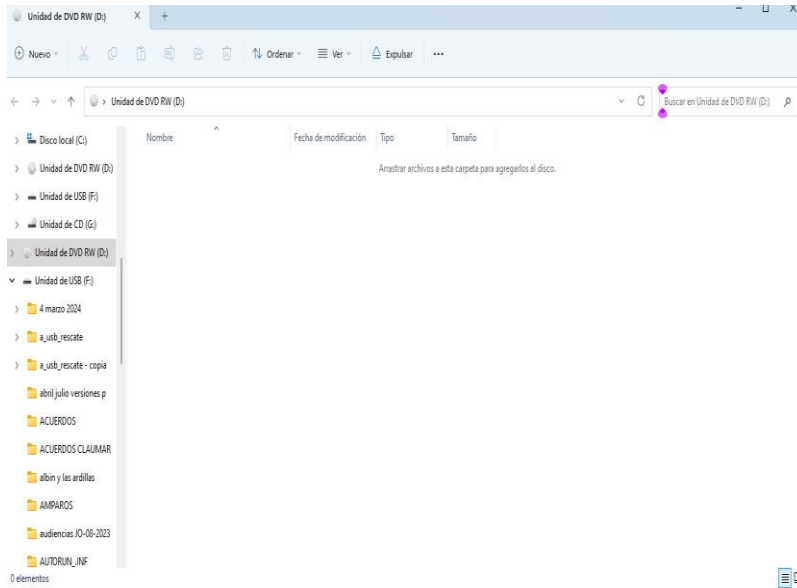 Unidad de DVD RW (D:)
Nuevo
Ordenar
Ver
Expulsar
Unidad de DVD RW (D:)
Buscar en Unidad de DVD RW (D:)
Nombre
Fecha de modificación
Tipo
Tamaño
Arrastrar archivos a esta carpeta para agregarlos al disco.
Disco local (C:)
Unidad de DVD RW (D:)
Unidad de USB (F:)
Unidad de CD (G:)
Unidad de DVD RW (D:)
Unidad de USB (F:)
4 marzo 2024
a_usb_rescate
a_usb_rescate - copia
abril julio versiones p
ACUERDOS
ACUERDOS CLAUMAR
albin y las ardillas
AMPAROS
audiencias JO-08-2023
AUTORUN_.INF
0 elementos